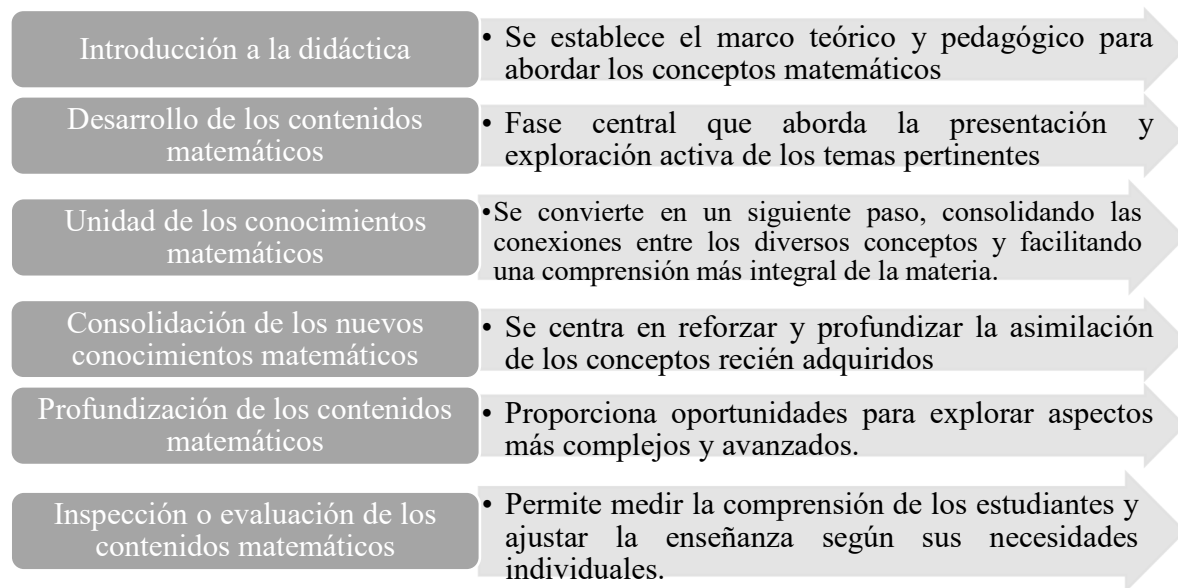 Introducción a la didáctica
• Se establece el marco teórico y pedagógico para
abordar los conceptos matemáticos
Desarrollo de los contenidos
matemáticos
• Fase central que aborda la presentación y
exploración activa de los temas pertinentes
Unidad de los conocimientos
matemáticos
•Se convierte en un siguiente paso, consolidando las
conexiones entre los diversos conceptos y facilitando
una comprensión más integral de la materia.
Consolidación de los nuevos
conocimientos matemáticos
• Se centra en reforzar y profundizar la asimilación
de los conceptos recién adquiridos
Profundización de los contenidos
matemáticos
• Proporciona oportunidades para explorar aspectos
más complejos y avanzados.
Inspección o evaluación de los
contenidos matemáticos
• Permite medir la comprensión de los estudiantes y
ajustar la enseñanza según sus necesidades
individuales.